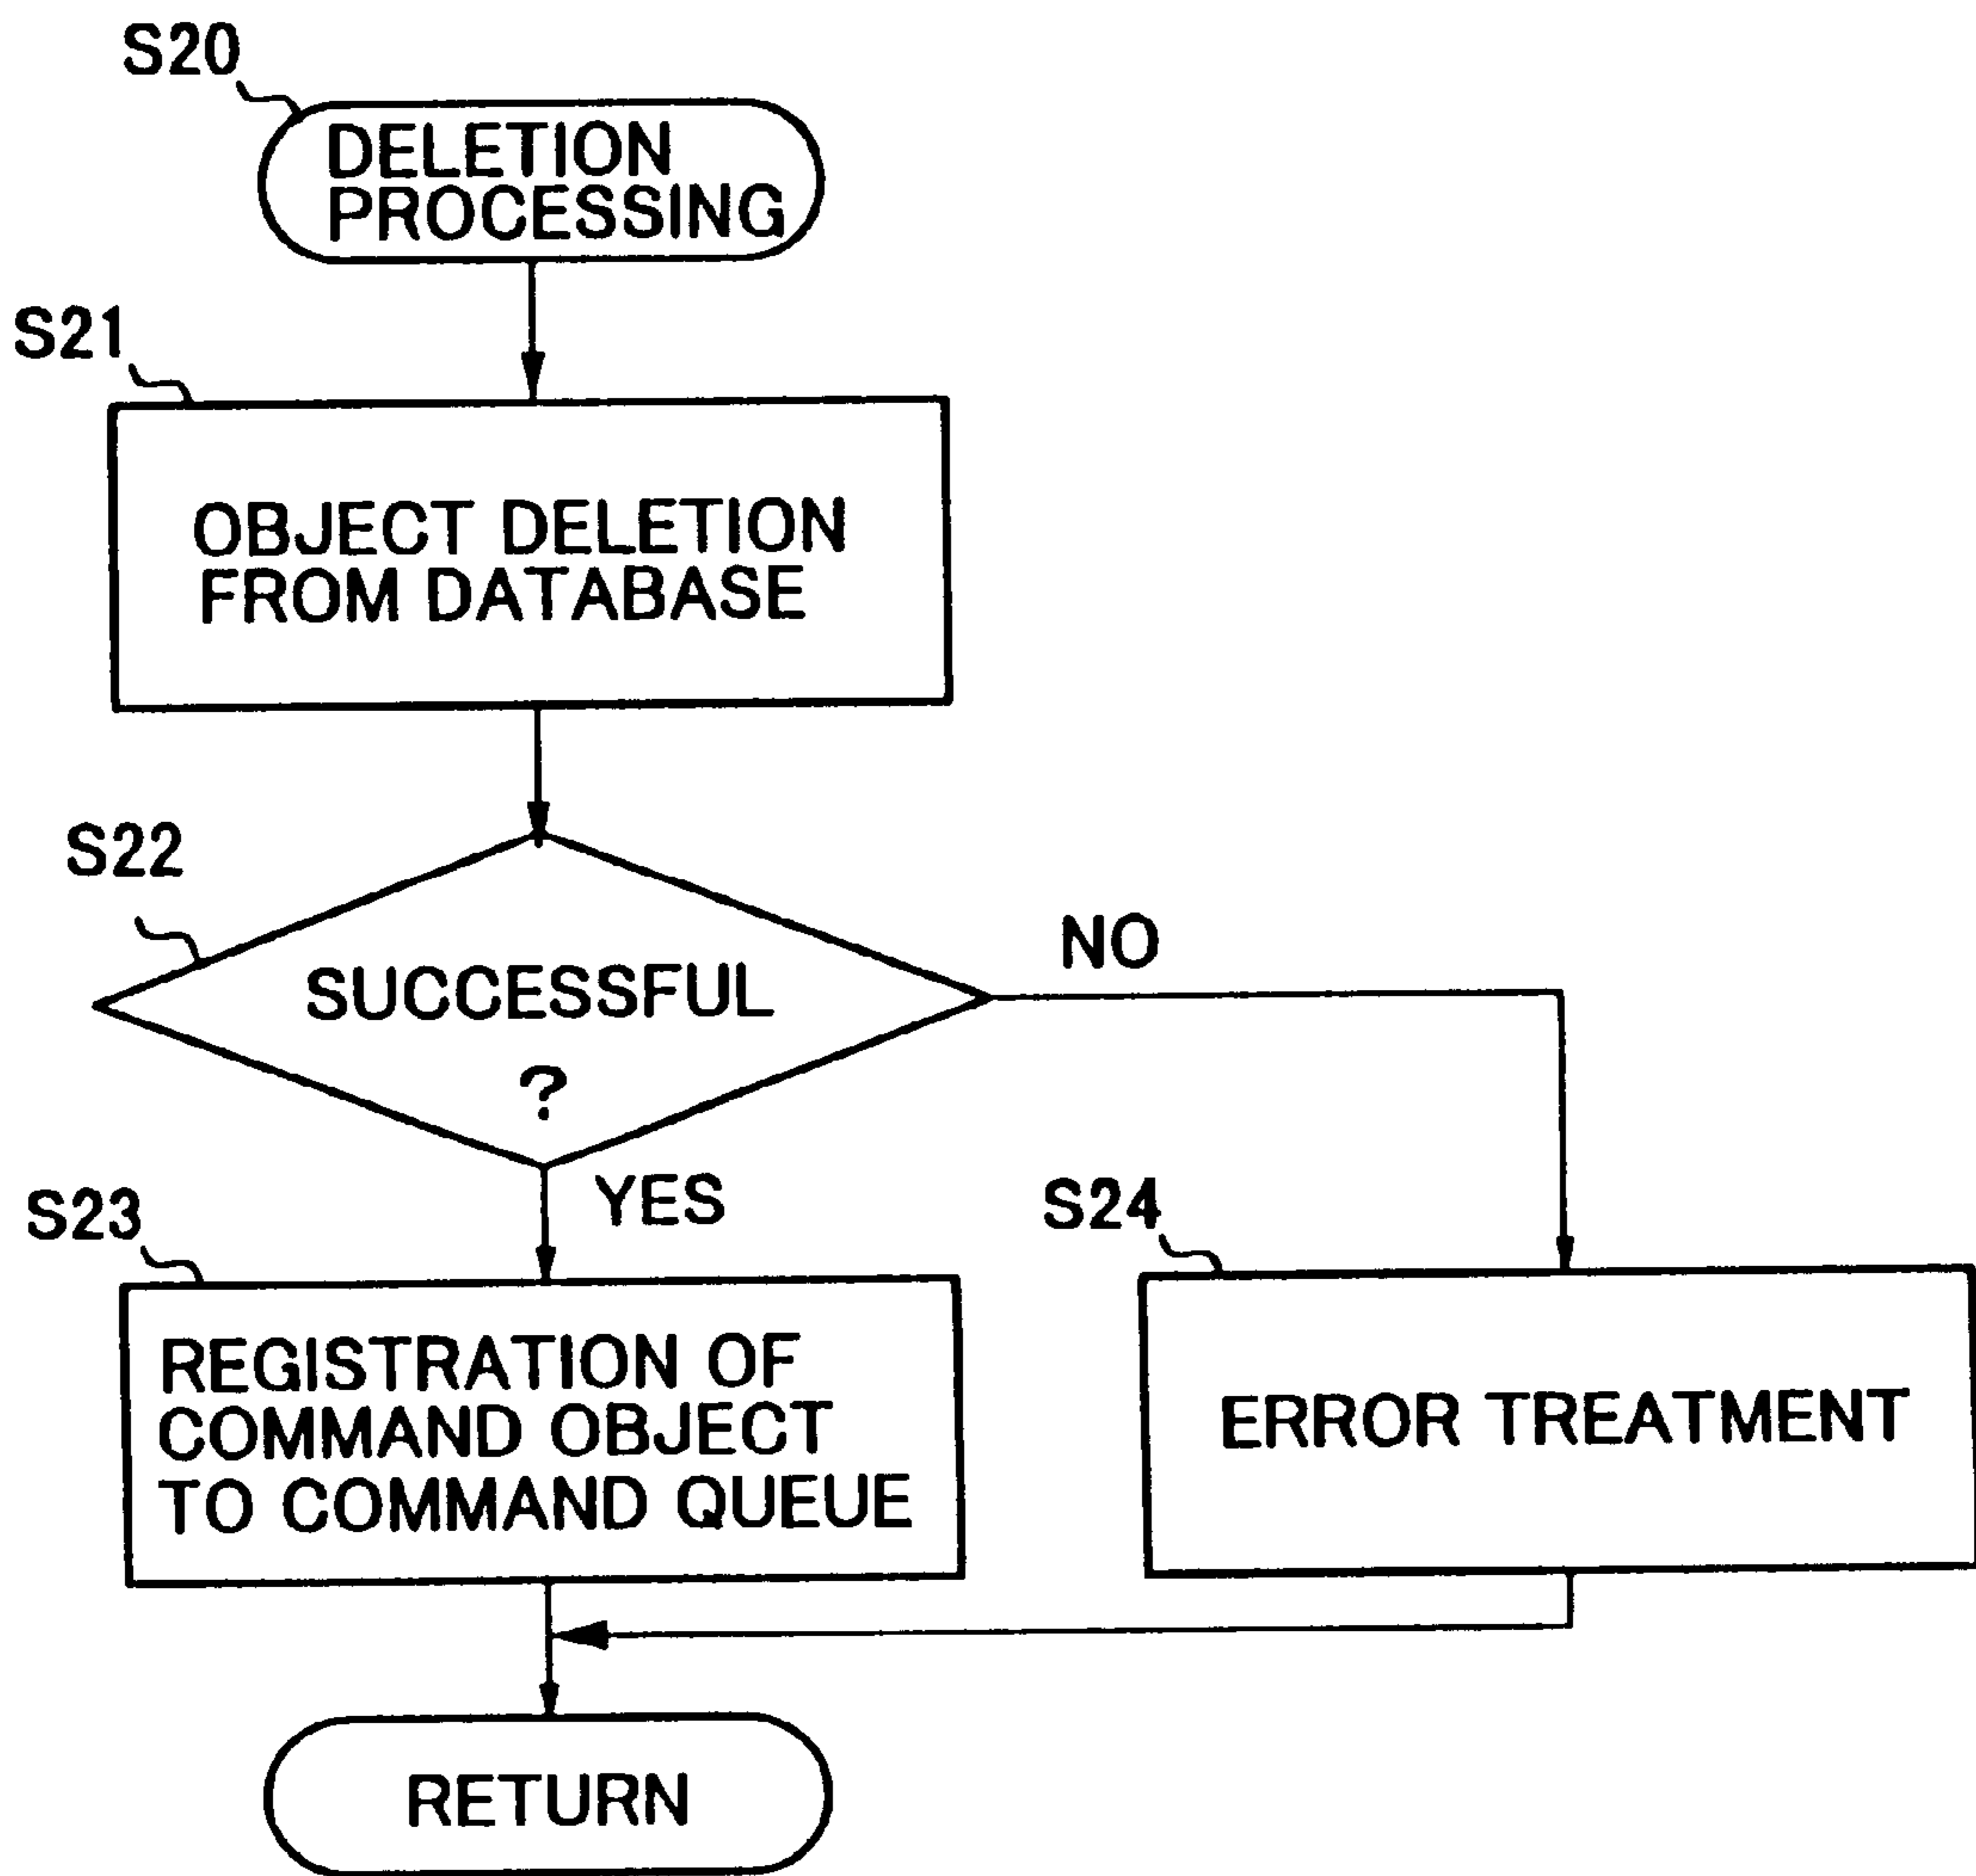 S20
DELETION
PROCESSING
S21
OBJECT DELETION
FROM DATABASE
S22
SUCCESSFUL
?
NO
YES
S23
REGISTRATION OF
COMMAND OBJECT
TO COMMAND QUEUE
S24
ERROR TREATMENT
RETURN